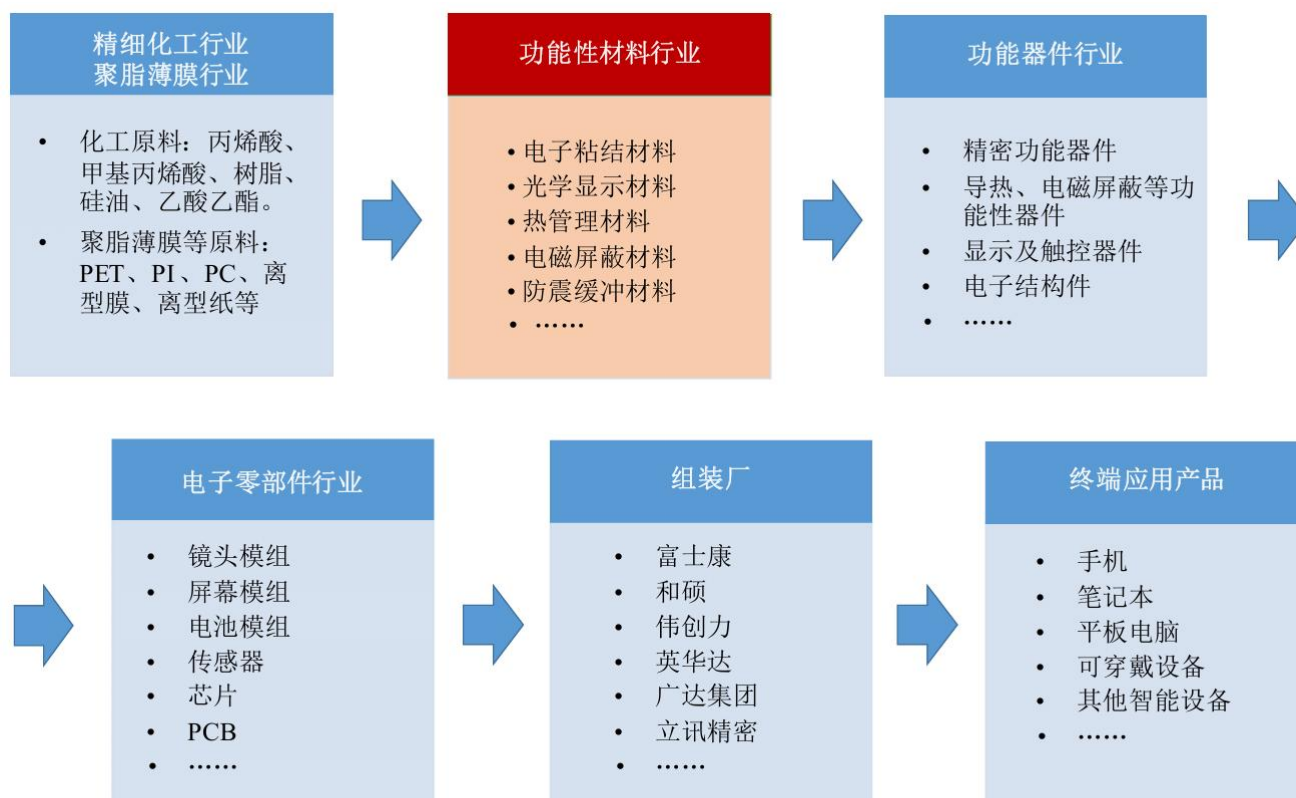 精细化工行业
聚脂薄膜行业
• 化工原料：丙烯酸、
甲基丙烯酸、树脂、
硅油、乙酸乙酯。
• 聚脂薄膜等原料：
PET、PI、PC、离
型膜、离型纸等
功能性材料行业
• 电子粘结材料
• 光学显示材料
• 热管理材料
• 电磁屏蔽材料
• 防震缓冲材料
• ……
功能器件行业
• 精密功能器件
• 导热、电磁屏蔽等功
能性器件
• 显示及触控器件
• 电子结构件
• ……
电子零部件行业
• 镜头模组
• 屏幕模组
• 电池模组
• 传感器
• 芯片
• PCB
• ……
组装厂
• 富士康
• 和硕
• 伟创力
• 英华达
• 广达集团
• 立讯精密
• ……
终端应用产品
• 手机
• 笔记本
• 平板电脑
• 可穿戴设备
• 其他智能设备
• ……